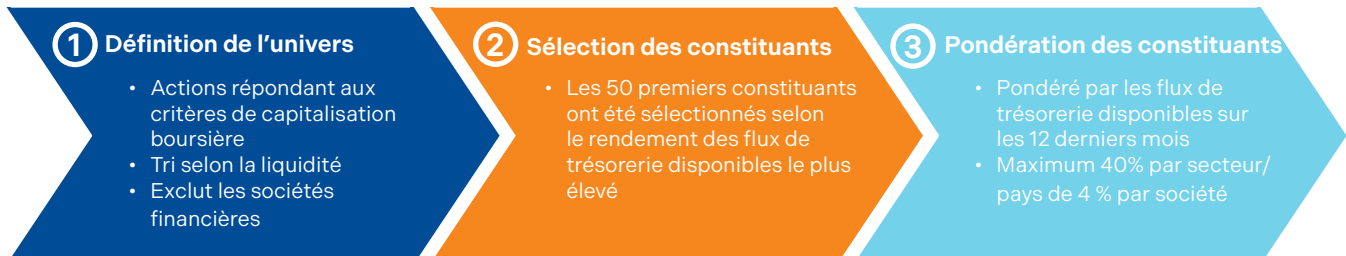 1 Définition de l’univers
• Actions répondant aux
critères de capitalisation
boursière
• Tri selon la liquidité
• Exclut les sociétés
financières
2 Sélection des constituants
• Les 50 premiers constituants
ont été sélectionnés selon
le rendement des flux de
trésorerie disponibles le plus
élevé
3 Pondération des constituants
• Pondéré par les flux de
trésorerie disponibles sur
les 12 derniers mois
• Maximum 40% par secteur/
pays de 4 % par société